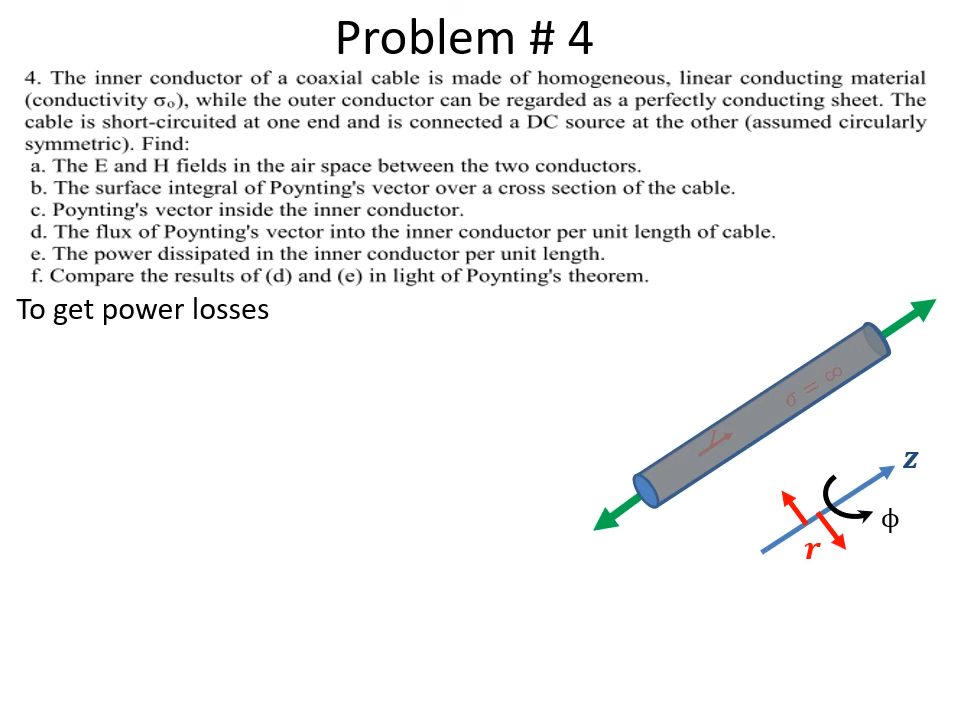 Problem # 4
4. The inner conductor of a coaxial cable is made of homogeneous, linear conducting material
(conductivity σₒ), while the outer conductor can be regarded as a perfectly conducting sheet. The
cable is short-circuited at one end and is connected a DC source at the other (assumed circularly
symmetric). Find:
a. The E and H fields in the air space between the two conductors.
b. The surface integral of Poynting's vector over a cross section of the cable.
c. Poynting's vector inside the inner conductor.
d. The flux of Poynting's vector into the inner conductor per unit length of cable.
e. The power dissipated in the inner conductor per unit length.
f. Compare the results of (d) and (e) in light of Poynting's theorem.
To get power losses
σ = ∞
z
ϕ
r